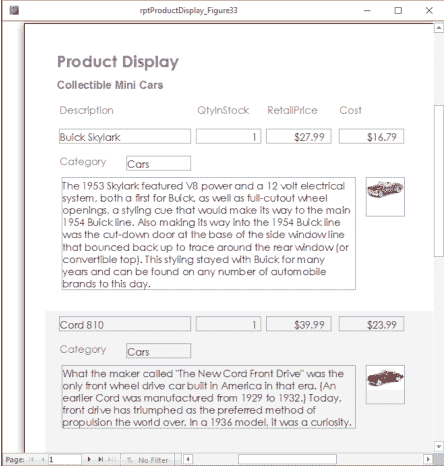 rptProductDisplay_Figure33
Product Display
Collectible Mini Cars
Description QtyInStock RetailPrice Cost
Buick Skylark 1 $27.99 $16.79
Category Cars
The 1953 Skylark featured V8 power and a 12 volt electrical
system, both a first for Buick, as well as full-cutout wheel
openings, a styling cue that would make its way to the main
1954 Buick line. Also making its way into the 1954 Buick line
was the cut-down door at the base of the side window line
that bounced back up to trace around the rear window (or
convertible top). This styling stayed with Buick for many
years and can be found on any number of automobile
brands to this day.
Cord 810 1 $39.99 $23.99
Category Cars
What the maker called "The New Cord Front Drive" was the
only front wheel drive car built in America in that era. (An
earlier Cord was manufactured from 1929 to 1932.) Today,
front drive has triumphed as the preferred method of
propulsion the world over. In a 1936 model, it was a curiosity.
Page: 1 No Filter